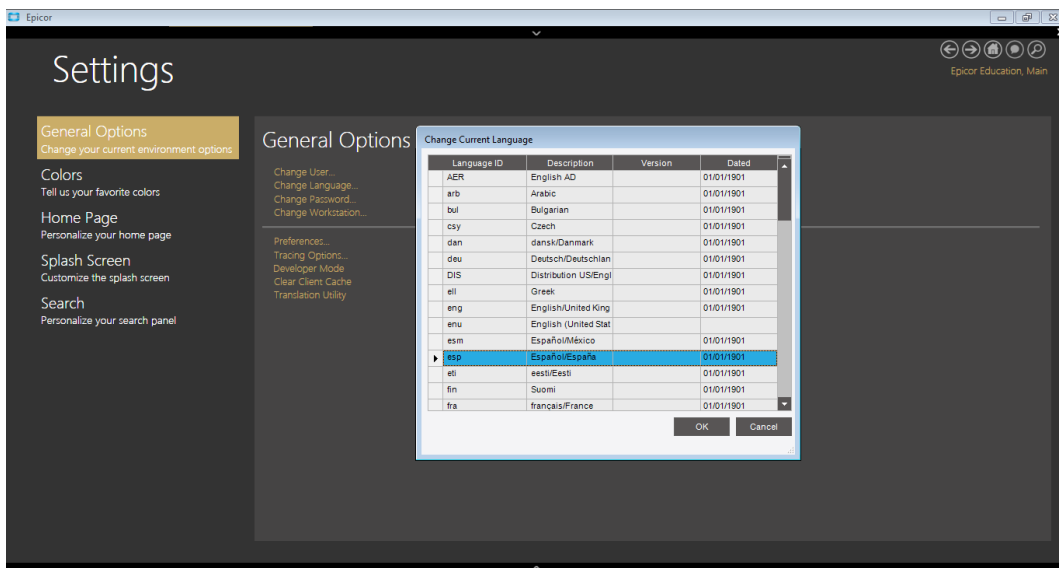 Epicor
Settings
Epicor Education, Main
General Options
Change your current environment options
Colors
Tell us your favorite colors
Home Page
Personalize your home page
Splash Screen
Customize the splash screen
Search
Personalize your search panel
General Options
Change User...
Change Language...
Change Password...
Change Workstation...
Preferences...
Tracing Options...
Developer Mode
Clear Client Cache
Translation Utility
Change Current Language
Language ID Description Version Dated
AER English AD 01/01/1901
arb Arabic 01/01/1901
bul Bulgarian 01/01/1901
csy Czech 01/01/1901
dan dansk/Danmark 01/01/1901
deu Deutsch/Deutschlan 01/01/1901
DIS Distribution US/Engl 01/01/1901
ell Greek 01/01/1901
eng English/United King 01/01/1901
enu English (United Stat
esm Español/México 01/01/1901
esp Español/España 01/01/1901
eti eesti/Eesti 01/01/1901
fin Suomi 01/01/1901
fra français/France 01/01/1901
OK Cancel